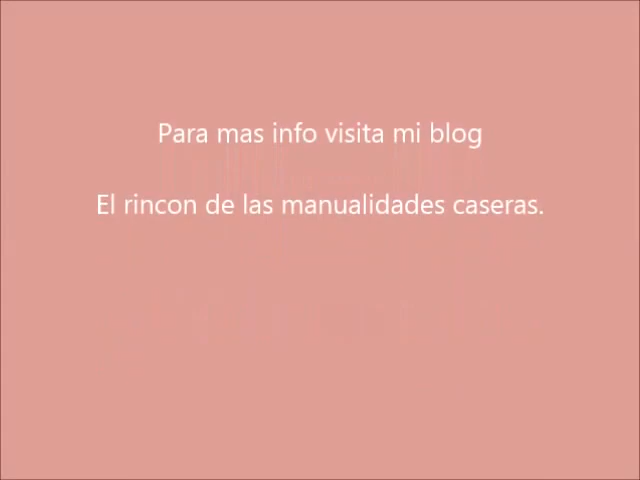 Para mas info visita mi blog
El rincon de las manualidades caseras.